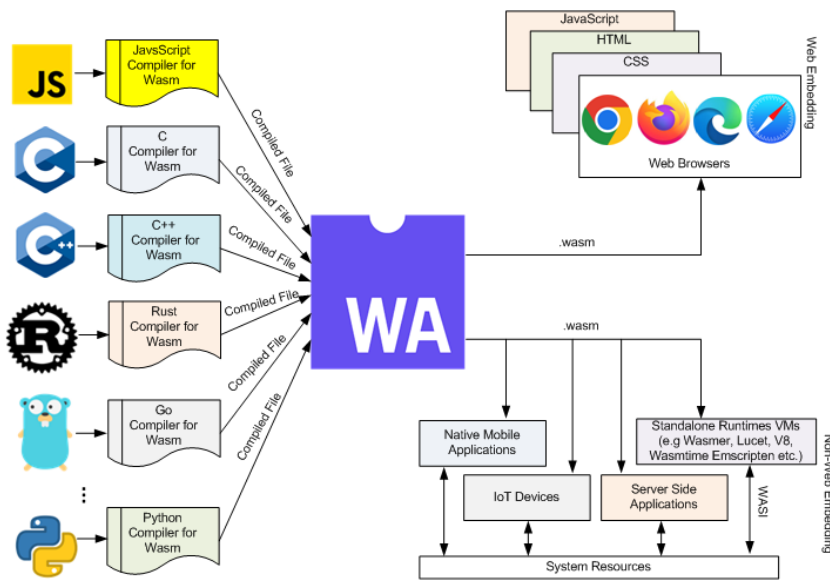 JS
JavsScript
Compiler for
Wasm
Compiled File
C
C
Compiler for
Wasm
Compiled File
C++
C++
Compiler for
Wasm
Compiled File
R
Rust
Compiler for
Wasm
Compiled File
Go
Compiler for
Wasm
Compiled File
Python
Compiler for
Wasm
Compiled File
WA
.wasm
.wasm
JavaScript
HTML
CSS
Web Browsers
Web Embedding
Native Mobile
Applications
Standalone Runtimes VMs
(e.g Wasmer, Lucet, V8,
Wasmtime Emscripten etc.)
IoT Devices
Server Side
Applications
WASI
System Resources
Non-Web Embedding